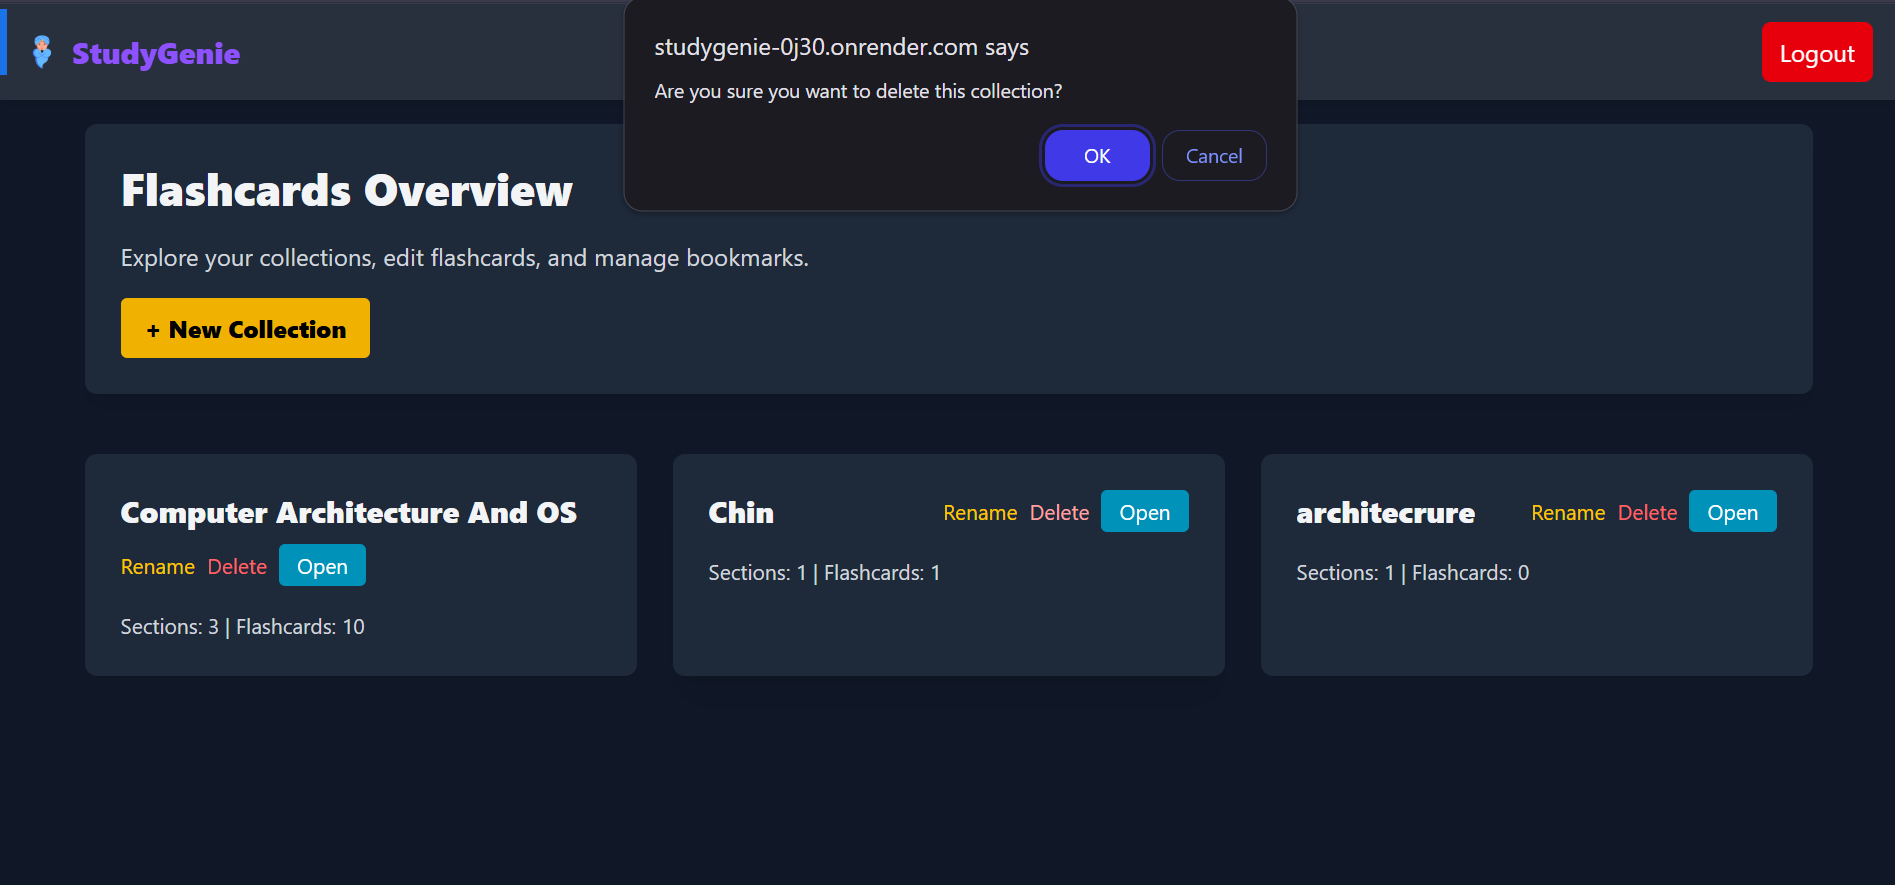 StudyGenie
Logout
studygenie-0j30.onrender.com says
Are you sure you want to delete this collection?
OK
Cancel
Flashcards Overview
Explore your collections, edit flashcards, and manage bookmarks.
+ New Collection
Computer Architecture And OS
Rename Delete Open
Sections: 3 | Flashcards: 10
Chin
Rename Delete Open
Sections: 1 | Flashcards: 1
architecrure
Rename Delete Open
Sections: 1 | Flashcards: 0